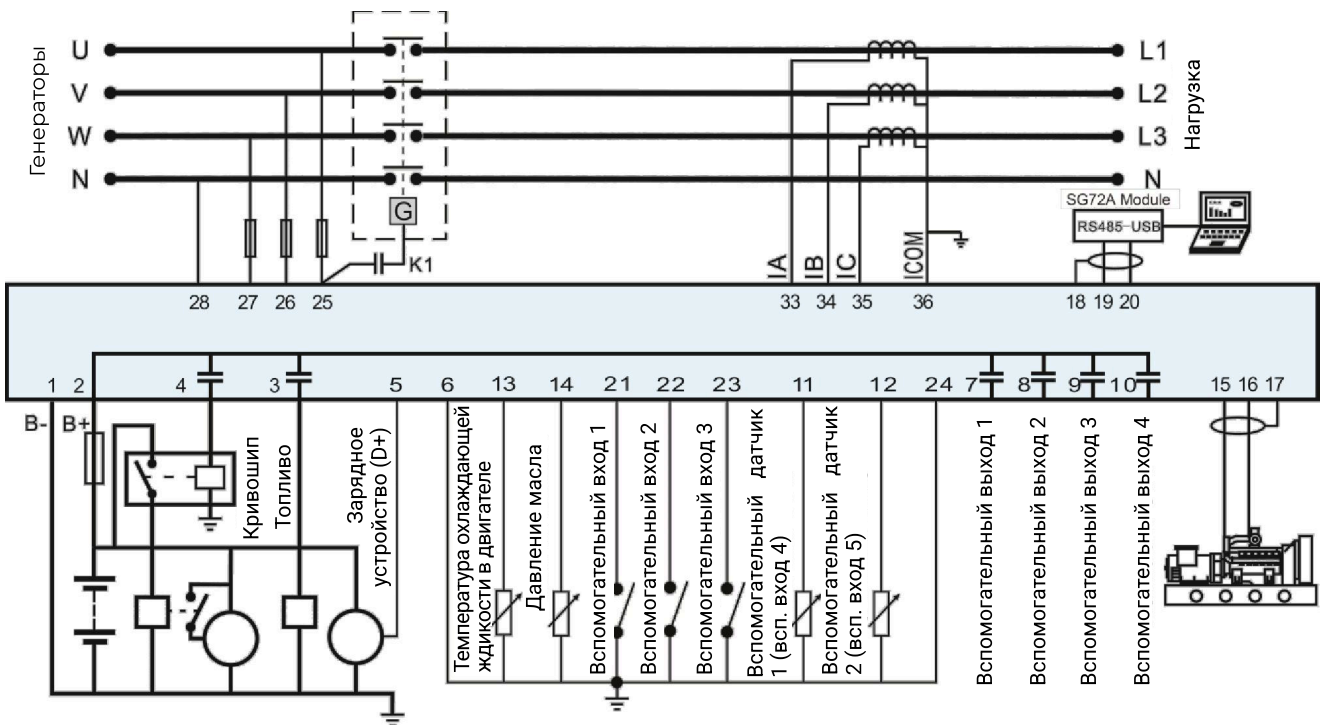 Генераторы
U
V
W
N
L1
L2
L3
N
Нагрузка
G
K1
IA
IB
IC
ICOM
SG72A Module
RS485-USB
28
27
26
25
33
34
35
36
18
19
20
1
2
4
3
5
6
13
14
21
22
23
11
12
24
7
8
9
10
15
16
17
B-
B+
Кривошип
Топливо
Зарядное
устройство (D+)
Температура охлаждающей
ждикости в двигателе
Давление масла
Вспомогательный вход 1
Вспомогательный вход 2
Вспомогательный вход 3
Вспомогательный датчик
1 (всп. вход 4)
Вспомогательный датчик
2 (всп. вход 5)
Вспомогательный выход 1
Вспомогательный выход 2
Вспомогательный выход 3
Вспомогательный выход 4